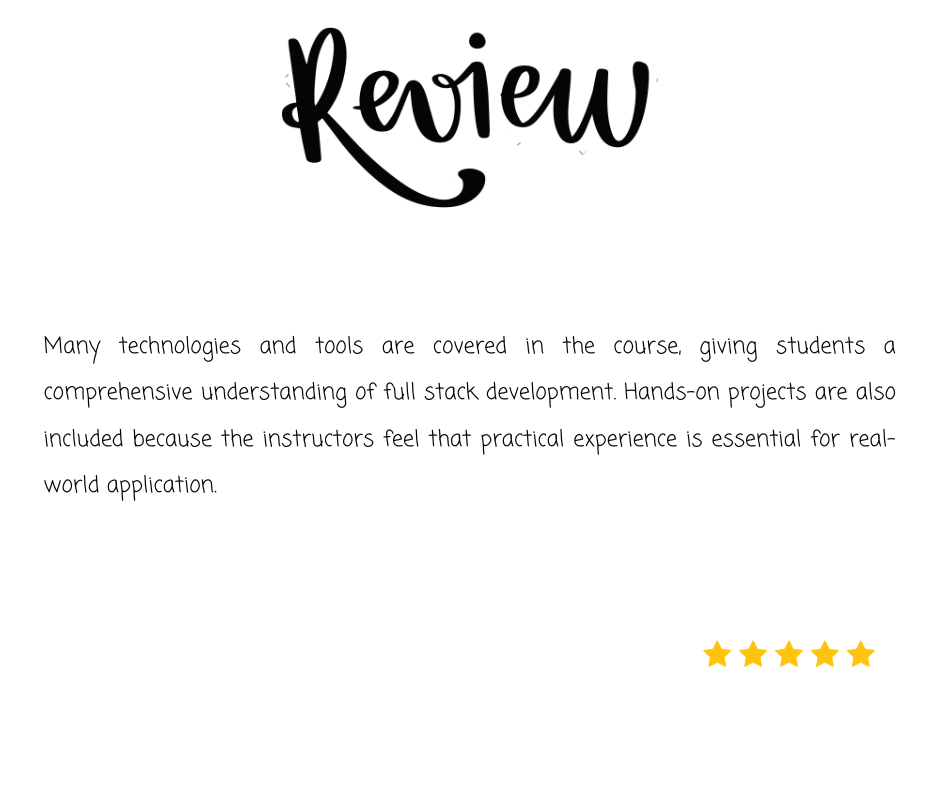 Review
Many technologies and tools are covered in the course, giving students a
comprehensive understanding of full stack development. Hands-on projects are also
included because the instructors feel that practical experience is essential for real-
world application.